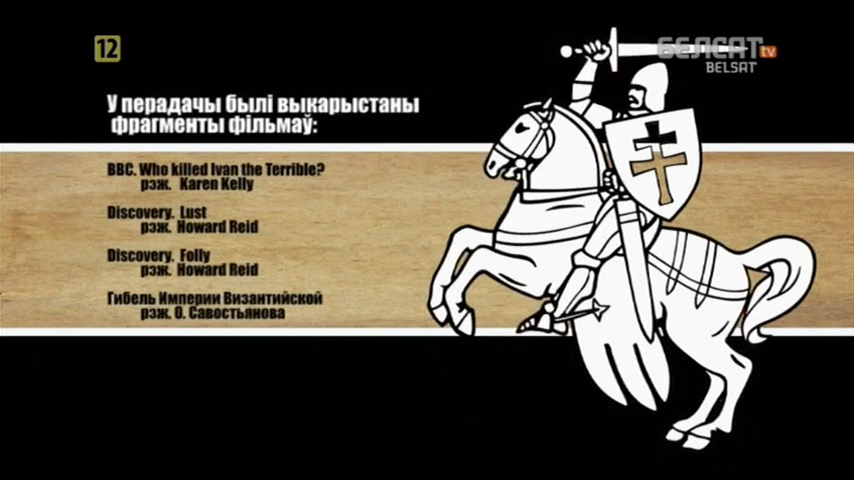 12
БЕЛСАТ tv
BELSAT
У перадачы былі выкарыстаны
фрагменты фільмаў:
BBC. Who killed Ivan the Terrible?
рэж. Karen Kelly
Discovery. Lust
рэж. Howard Reid
Discovery. Folly
рэж. Howard Reid
Гибель Империи Византийской
рэж. О. Савостьянова